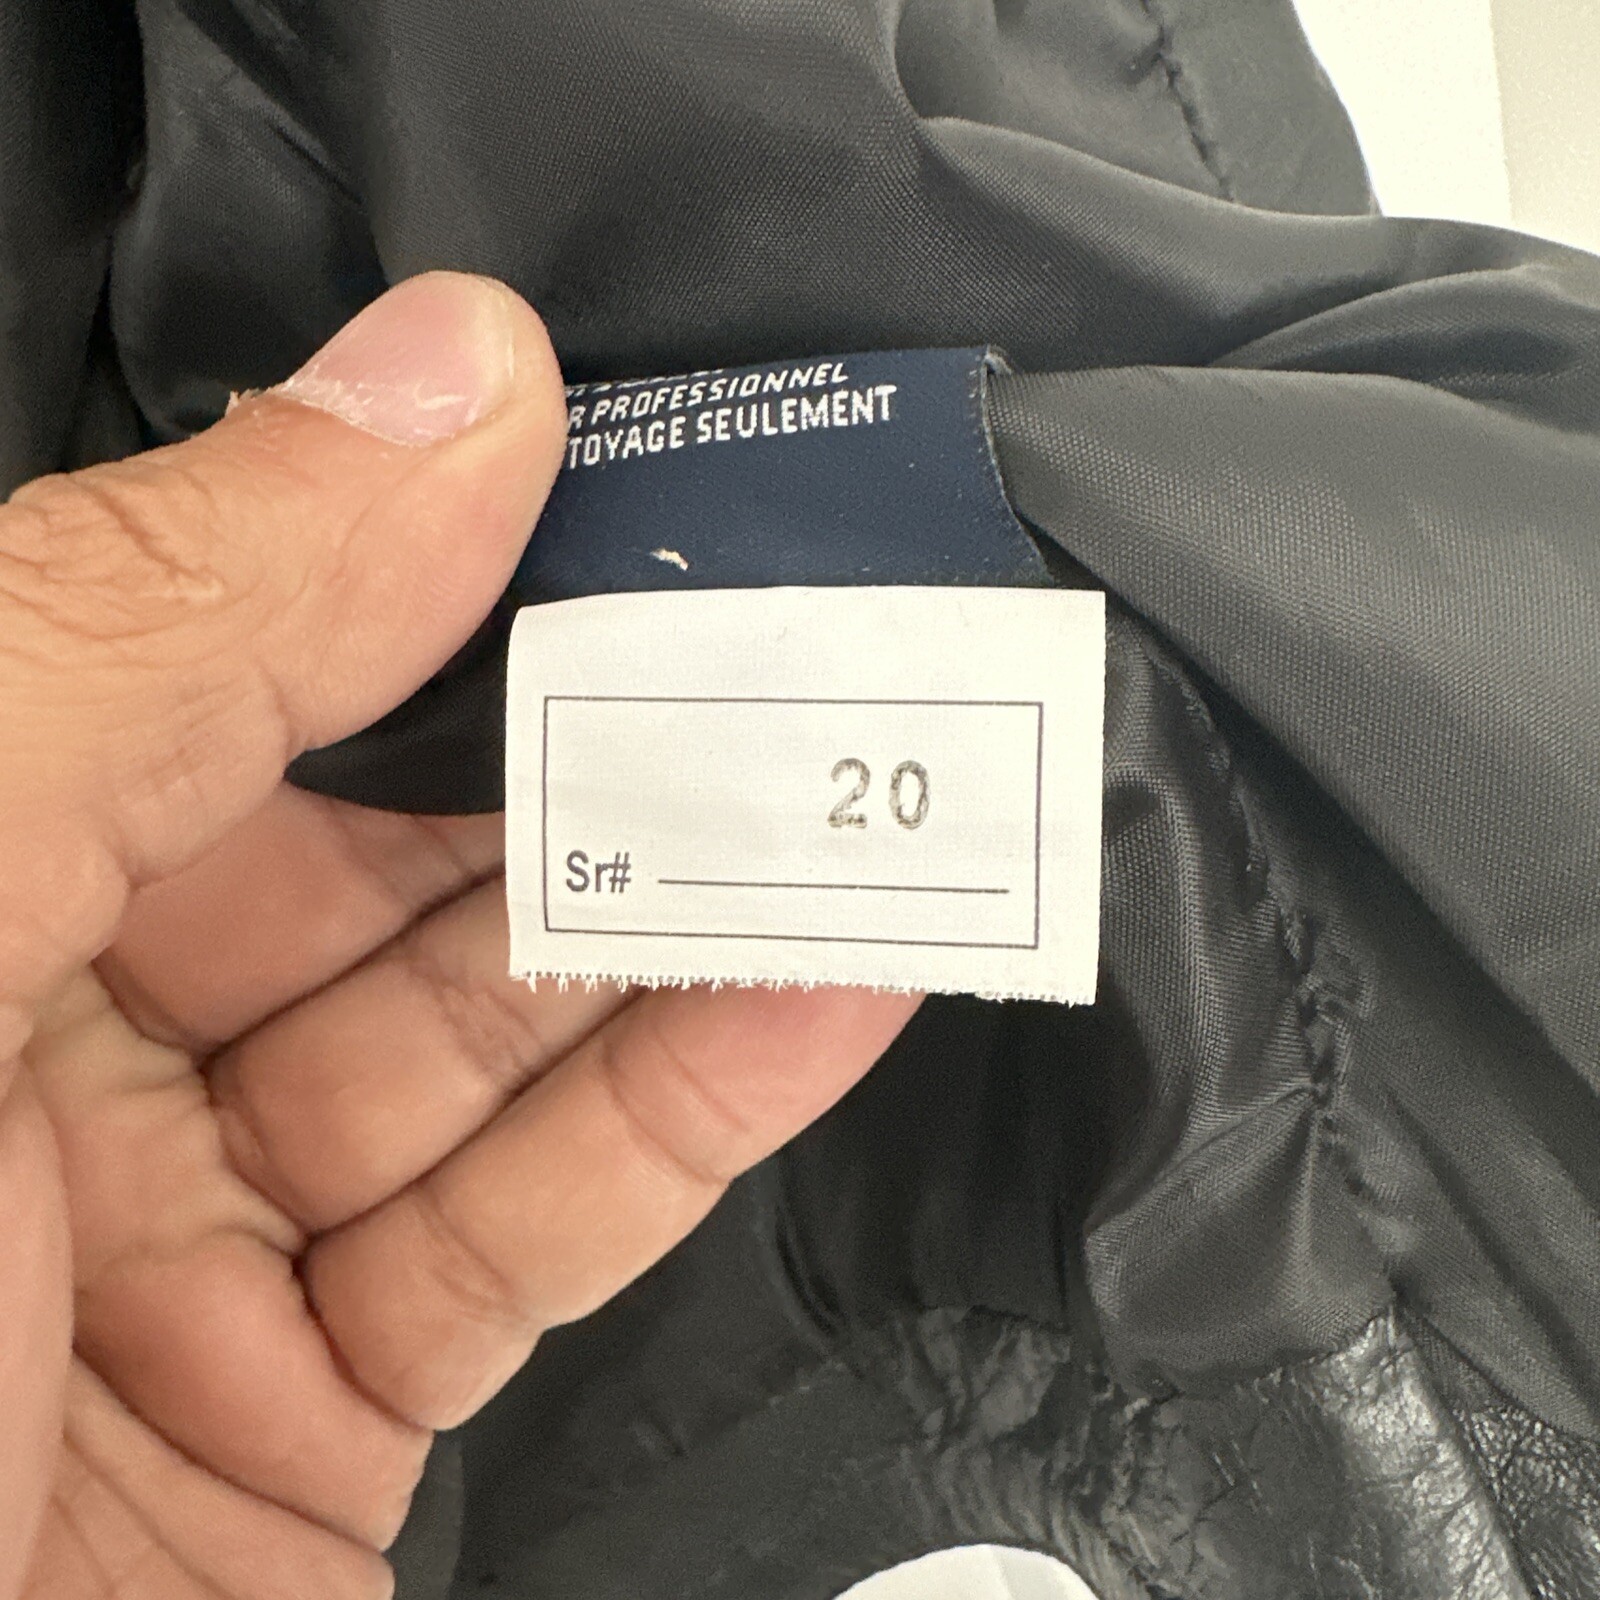 R PROFESSIONNEL
TOYAGE SEULEMENT
20
Sr#